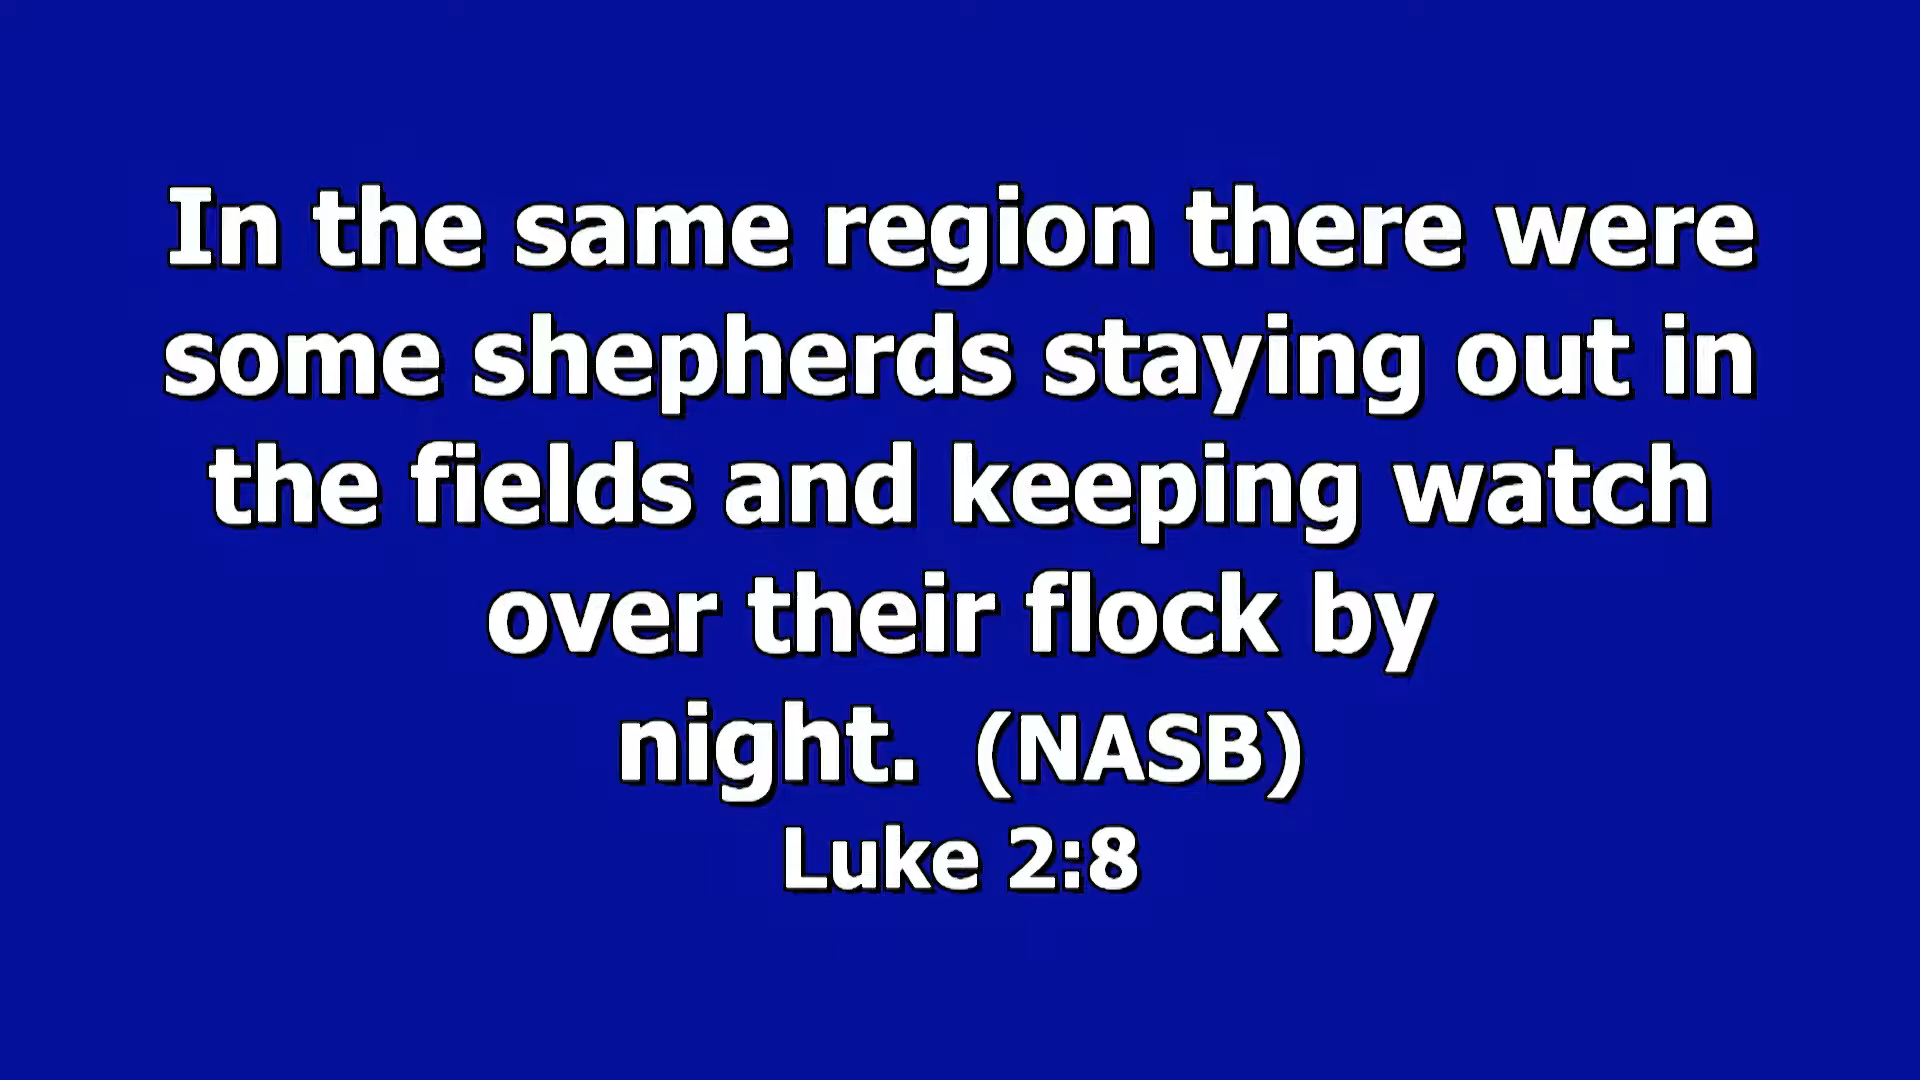 In the same region there were
some shepherds staying out in
the fields and keeping watch
over their flock by
night.  (NASB)
Luke 2:8